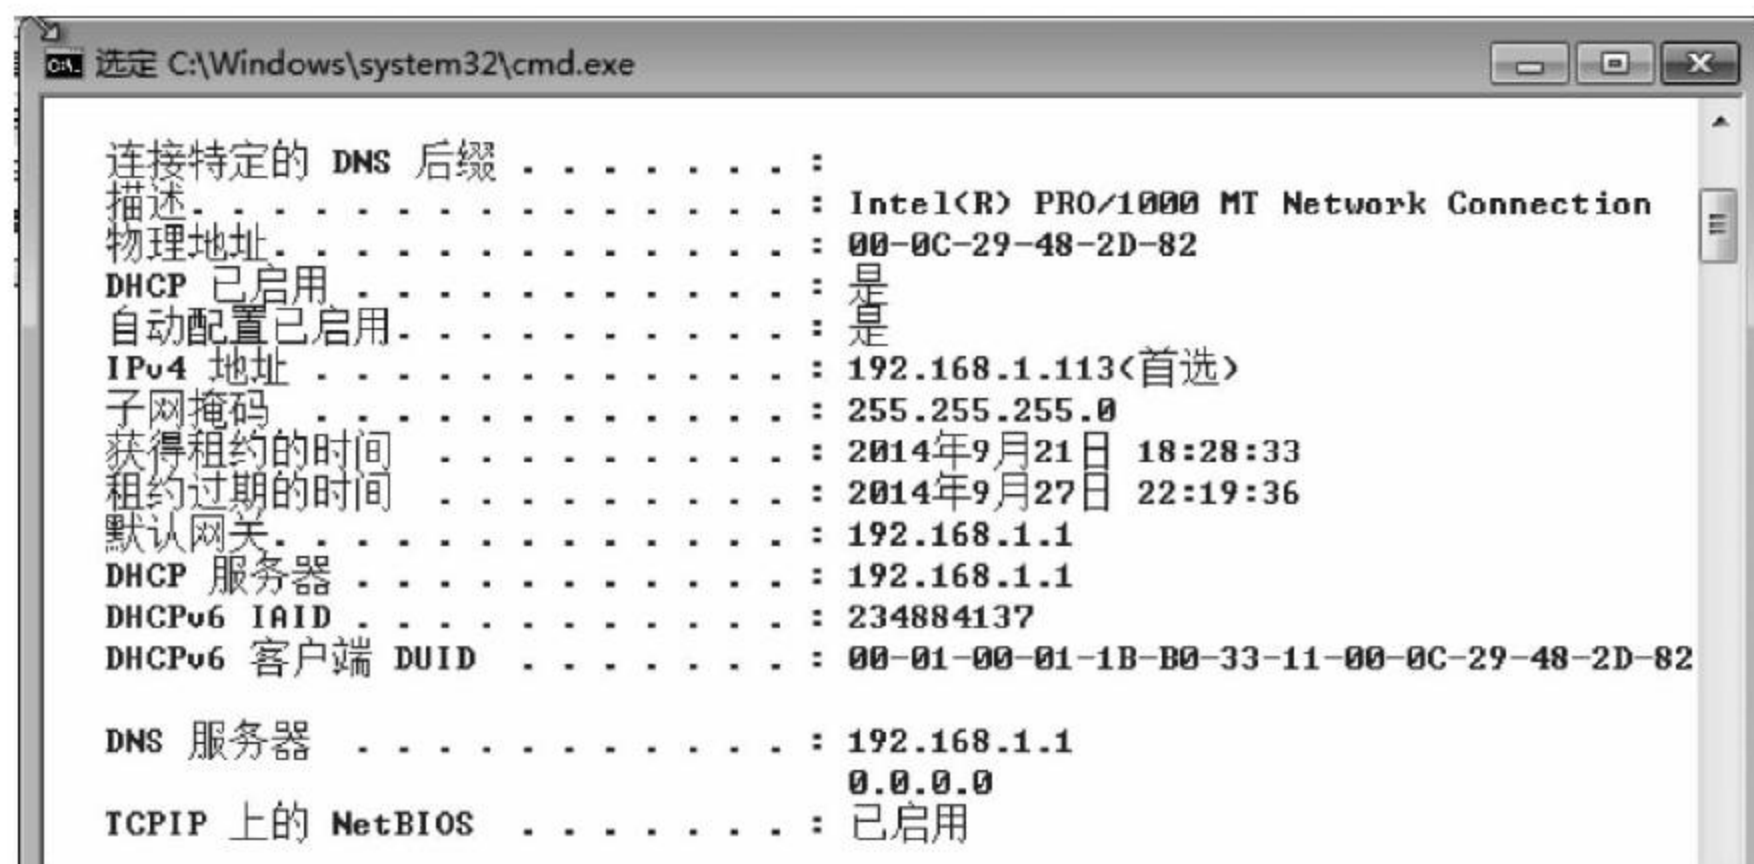 选定 C:\Windows\system32\cmd.exe
连接特定的 DNS 后缀 . . . . . . . :
描述. . . . . . . . . . . . . . . : Intel(R) PRO/1000 MT Network Connection
物理地址. . . . . . . . . . . . . : 00-0C-29-48-2D-82
DHCP 已启用 . . . . . . . . . . . : 是
自动配置已启用. . . . . . . . . . : 是
IPv4 地址 . . . . . . . . . . . . : 192.168.1.113(首选)
子网掩码  . . . . . . . . . . . . : 255.255.255.0
获得租约的时间  . . . . . . . . . : 2014年9月21日 18:28:33
租约过期的时间  . . . . . . . . . : 2014年9月27日 22:19:36
默认网关. . . . . . . . . . . . . : 192.168.1.1
DHCP 服务器 . . . . . . . . . . . : 192.168.1.1
DHCPv6 IAID . . . . . . . . . . . : 234884137
DHCPv6 客户端 DUID  . . . . . . . : 00-01-00-01-1B-B0-33-11-00-0C-29-48-2D-82
DNS 服务器  . . . . . . . . . . . : 192.168.1.1
0.0.0.0
TCPIP 上的 NetBIOS  . . . . . . . : 已启用